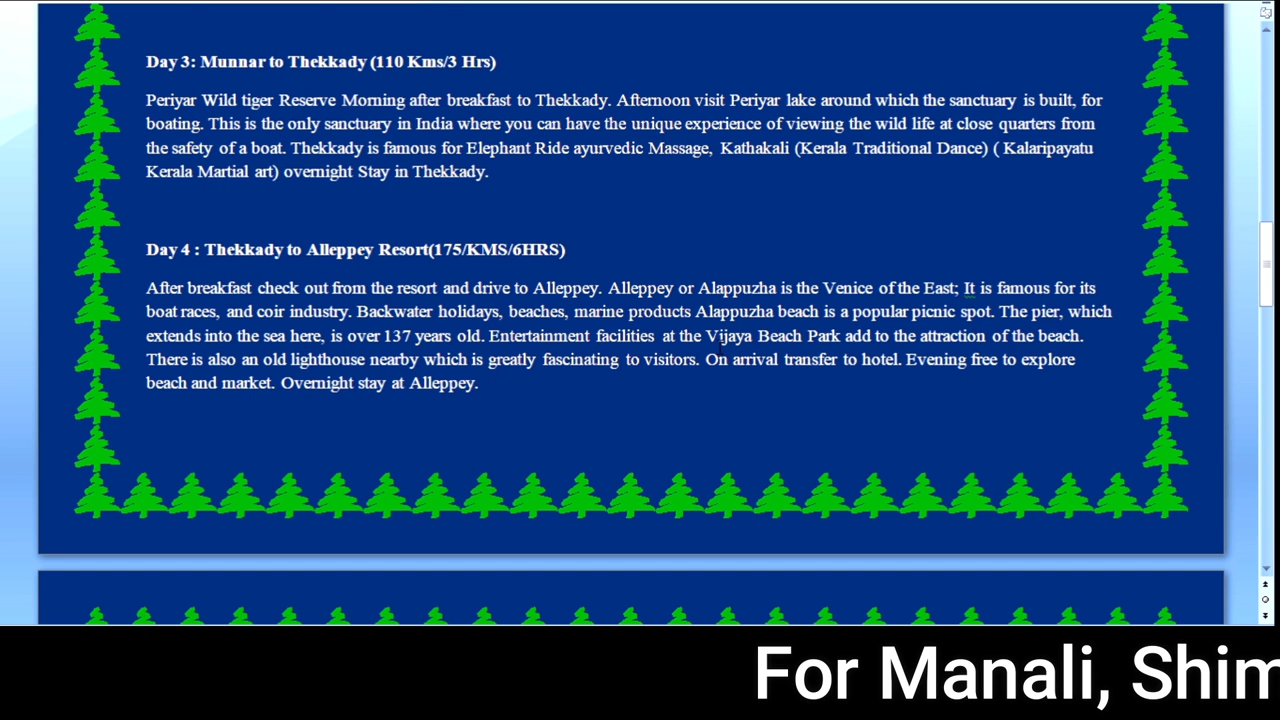 Day 3: Munnar to Thekkady (110 Kms/3 Hrs)
Periyar Wild tiger Reserve Morning after breakfast to Thekkady. Afternoon visit Periyar lake around which the sanctuary is built, for
boating. This is the only sanctuary in India where you can have the unique experience of viewing the wild life at close quarters from
the safety of a boat. Thekkady is famous for Elephant Ride ayurvedic Massage, Kathakali (Kerala Traditional Dance) ( Kalaripayatu
Kerala Martial art) overnight Stay in Thekkady.
Day 4 : Thekkady to Alleppey Resort(175/KMS/6HRS)
After breakfast check out from the resort and drive to Alleppey. Alleppey or Alappuzha is the Venice of the East; It is famous for its
boat races, and coir industry. Backwater holidays, beaches, marine products Alappuzha beach is a popular picnic spot. The pier, which
extends into the sea here, is over 137 years old. Entertainment facilities at the Vijaya Beach Park add to the attraction of the beach.
There is also an old lighthouse nearby which is greatly fascinating to visitors. On arrival transfer to hotel. Evening free to explore
beach and market. Overnight stay at Alleppey.
For Manali, Shim